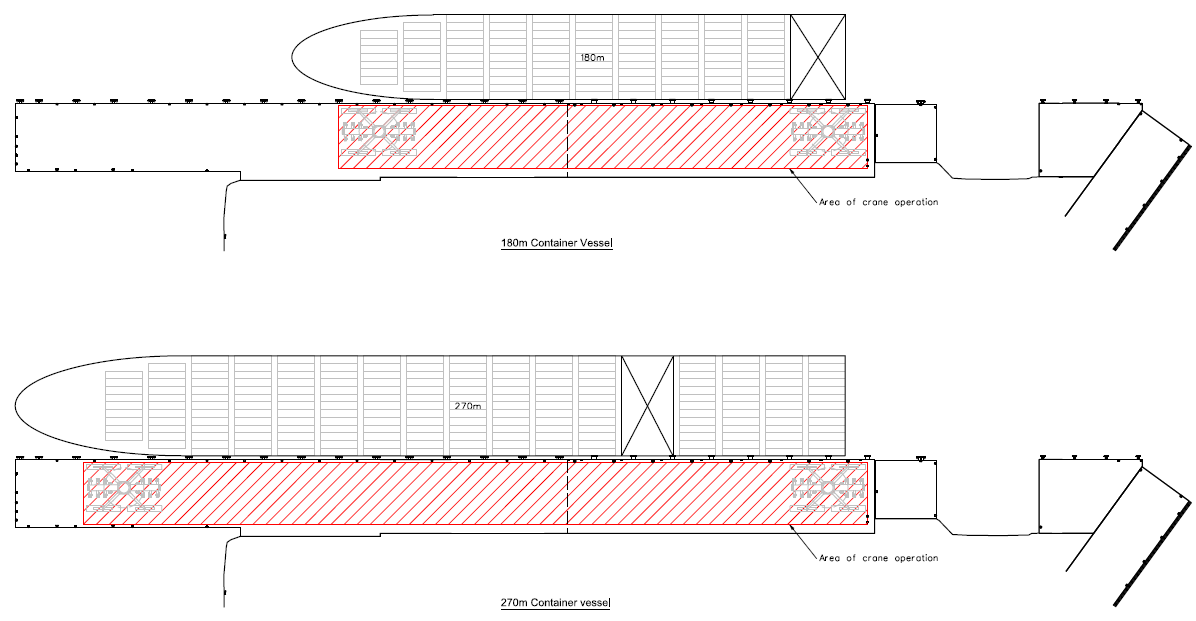 180m
Area of crane operation
180m Container Vessel
270m
Area of crane operation
270m Container vessel